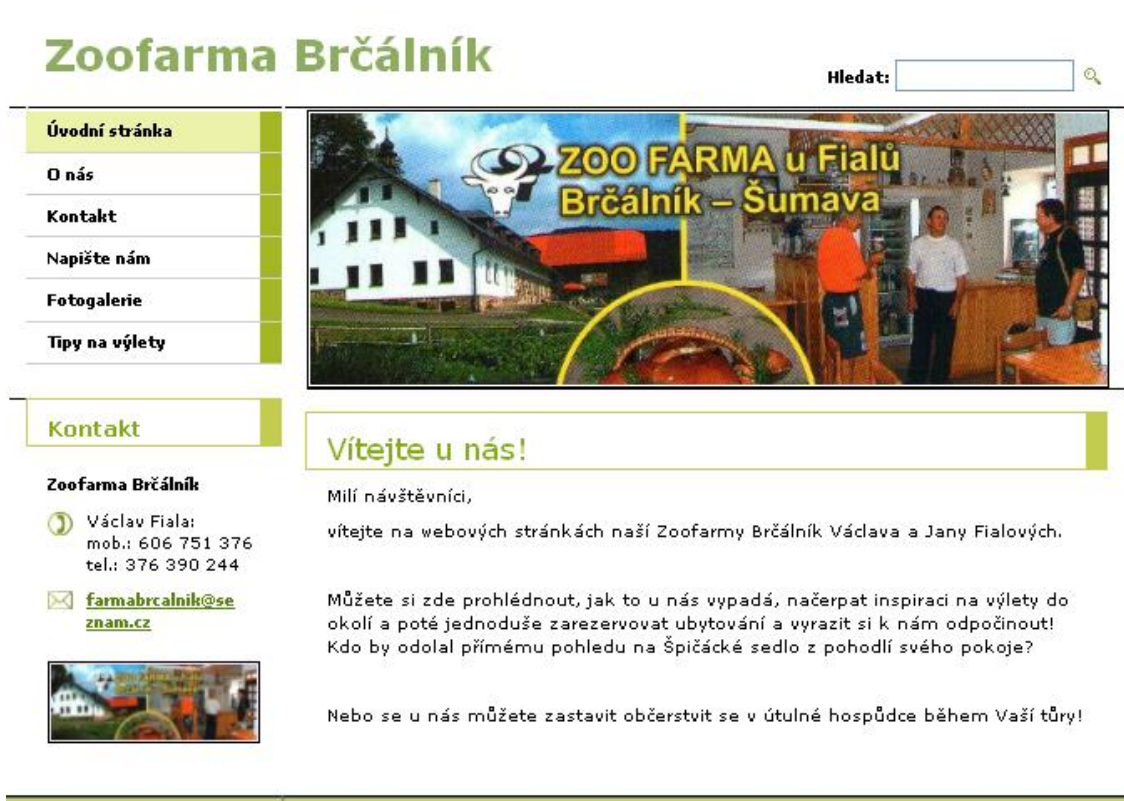 Zoofarma Brčálník
Hledat:
Úvodní stránka
O nás
Kontakt
Napište nám
Fotogalerie
Tipy na výlety
ZOO FARMA u Fialů
Brčálník – Šumava
Kontakt
Zoofarma Brčálník
Václav Fiala:
mob.: 606 751 376
tel.: 376 390 244
farmabrcalnik@se
znam.cz
Vítejte u nás!
Milí návštěvníci,
vítejte na webových stránkách naší Zoofarmy Brčálník Václava a Jany Fialových.
Můžete si zde prohlédnout, jak to u nás vypadá, načerpat inspiraci na výlety do
okolí a poté jednoduše zarezervovat ubytování a vyrazit si k nám odpočinout!
Kdo by odolal přímému pohledu na Špičácké sedlo z pohodlí svého pokoje?
Nebo se u nás můžete zastavit občerstvit se v útulné hospůdce během Vaší tůry!